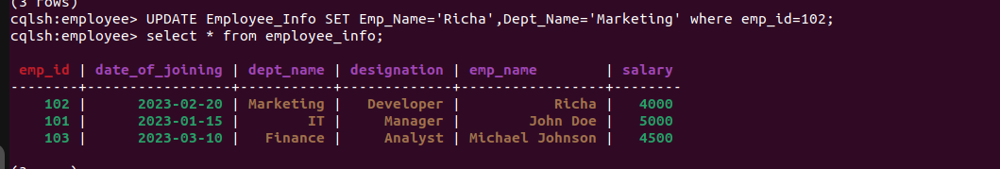 (3 rows)
cqlsh:employee> UPDATE Employee_Info SET Emp_Name='Richa',Dept_Name='Marketing' where emp_id=102;
cqlsh:employee> select * from employee_info;
emp_id | date_of_joining | dept_name | designation | emp_name | salary
--------+-----------------+-----------+-------------+-----------------+--------
102 | 2023-02-20 | Marketing | Developer | Richa | 4000
101 | 2023-01-15 | IT | Manager | John Doe | 5000
103 | 2023-03-10 | Finance | Analyst | Michael Johnson | 4500